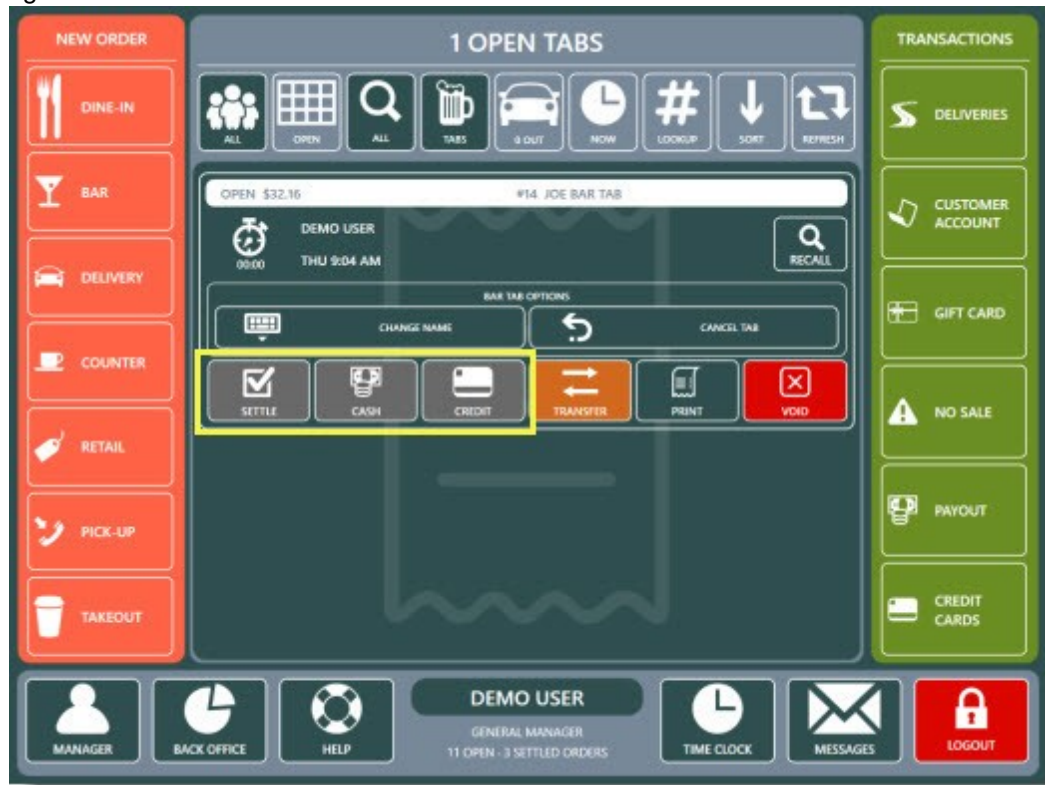 NEW ORDER
DINE-IN
BAR
DELIVERY
COUNTER
RETAIL
PICK-UP
TAKEOUT
1 OPEN TABS
ALL
OPEN
ALL
TABS
0 OUT
NOW
LOOKUP
SORT
REFRESH
OPEN $32.16 #14 JOE BAR TAB
DEMO USER
00:00
THU 9:04 AM
RECALL
BAR TAB OPTIONS
CHANGE NAME
CANCEL TAB
SETTLE
CASH
CREDIT
TRANSFER
PRINT
VOID
TRANSACTIONS
DELIVERIES
CUSTOMER
ACCOUNT
GIFT CARD
NO SALE
PAYOUT
CREDIT
CARDS
MANAGER
BACK OFFICE
HELP
DEMO USER
GENERAL MANAGER
11 OPEN - 3 SETTLED ORDERS
TIME CLOCK
MESSAGES
LOGOUT